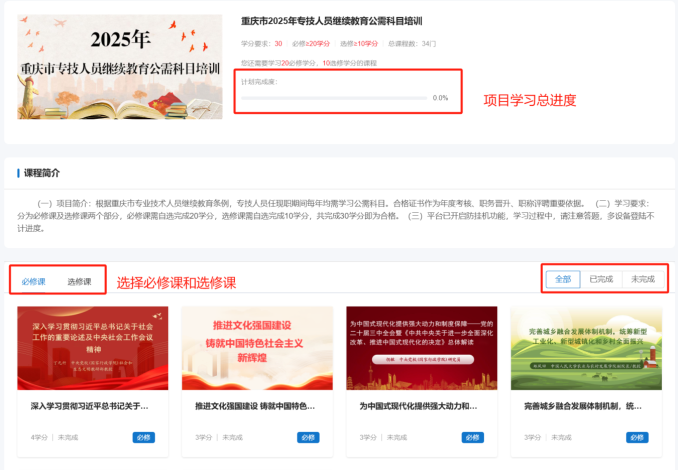 2025年
重庆市专技人员继续教育公需科目培训
重庆市2025年专技人员继续教育公需科目培训
学分要求：30 必修≥20学分 选修≥10学分 总课程数：34门
您还需要学习20必修学分，10选修学分的课程
计划完成度：
0.0%
项目学习总进度
课程简介
（一）项目简介：根据重庆市专业技术人员继续教育条例，专技人员任现职期间每年均需学习公需科目。合格证书作为年度考核、职务晋升、职称评聘重要依据。（二）学习要求：
分为必修课及选修课两个部分，必修课需自选完成20学分，选修课需自选完成10学分，共完成30学分即为合格。（三）平台已开启防挂机功能，学习过程中，请注意答题，多设备登陆不
计进度。
必修课 选修课
选择必修课和选修课
全部 已完成 未完成
深入学习贯彻习近平总书记关于社会
工作的重要论述及中央社会工作会议
精神
推进文化强国建设
铸就中国特色社会主义
新辉煌
为中国式现代化提供强大动力和制度保障——党的
二十届三中全会暨《中共中央关于进一步全面深化
改革、推进中国式现代化的决定》总体解读
完善城乡融合发展体制机制，统筹新型
工业化、新型城镇化和乡村全面振兴
深入学习贯彻习近平总书记关于...
推进文化强国建设 铸就中国特色...
为中国式现代化提供强大动力和...
完善城乡融合发展体制机制，统...
4学分 | 未完成 必修
3学分 | 未完成 必修
3学分 | 未完成 必修
3学分 | 未完成 必修